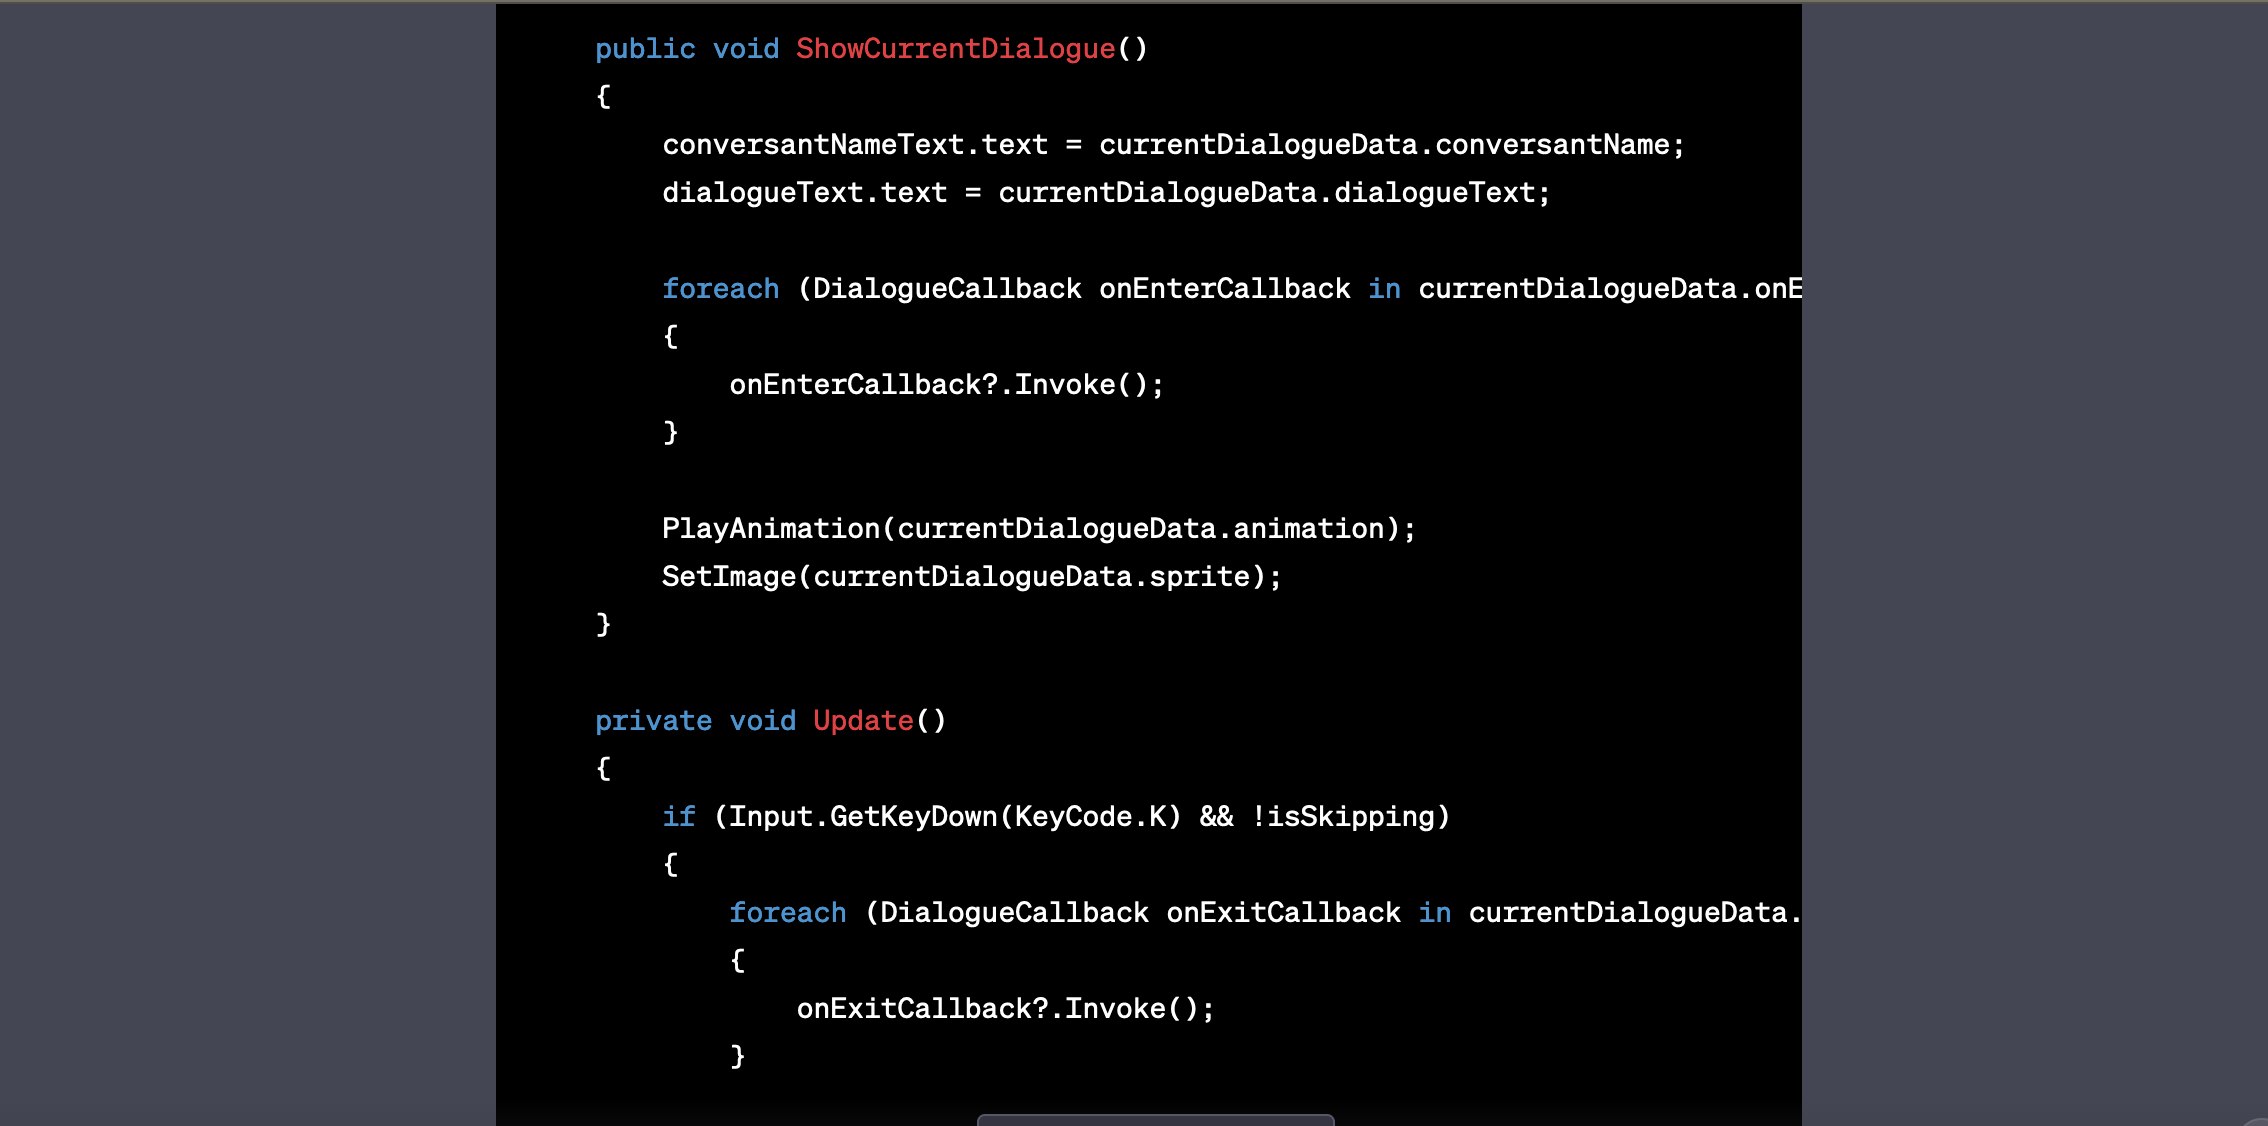 public void ShowCurrentDialogue()
{
conversantNameText.text = currentDialogueData.conversantName;
dialogueText.text = currentDialogueData.dialogueText;
foreach (DialogueCallback onEnterCallback in currentDialogueData.onE
{
onEnterCallback?.Invoke();
}
PlayAnimation(currentDialogueData.animation);
SetImage(currentDialogueData.sprite);
}
private void Update()
{
if (Input.GetKeyDown(KeyCode.K) && !isSkipping)
{
foreach (DialogueCallback onExitCallback in currentDialogueData.
{
onExitCallback?.Invoke();
}